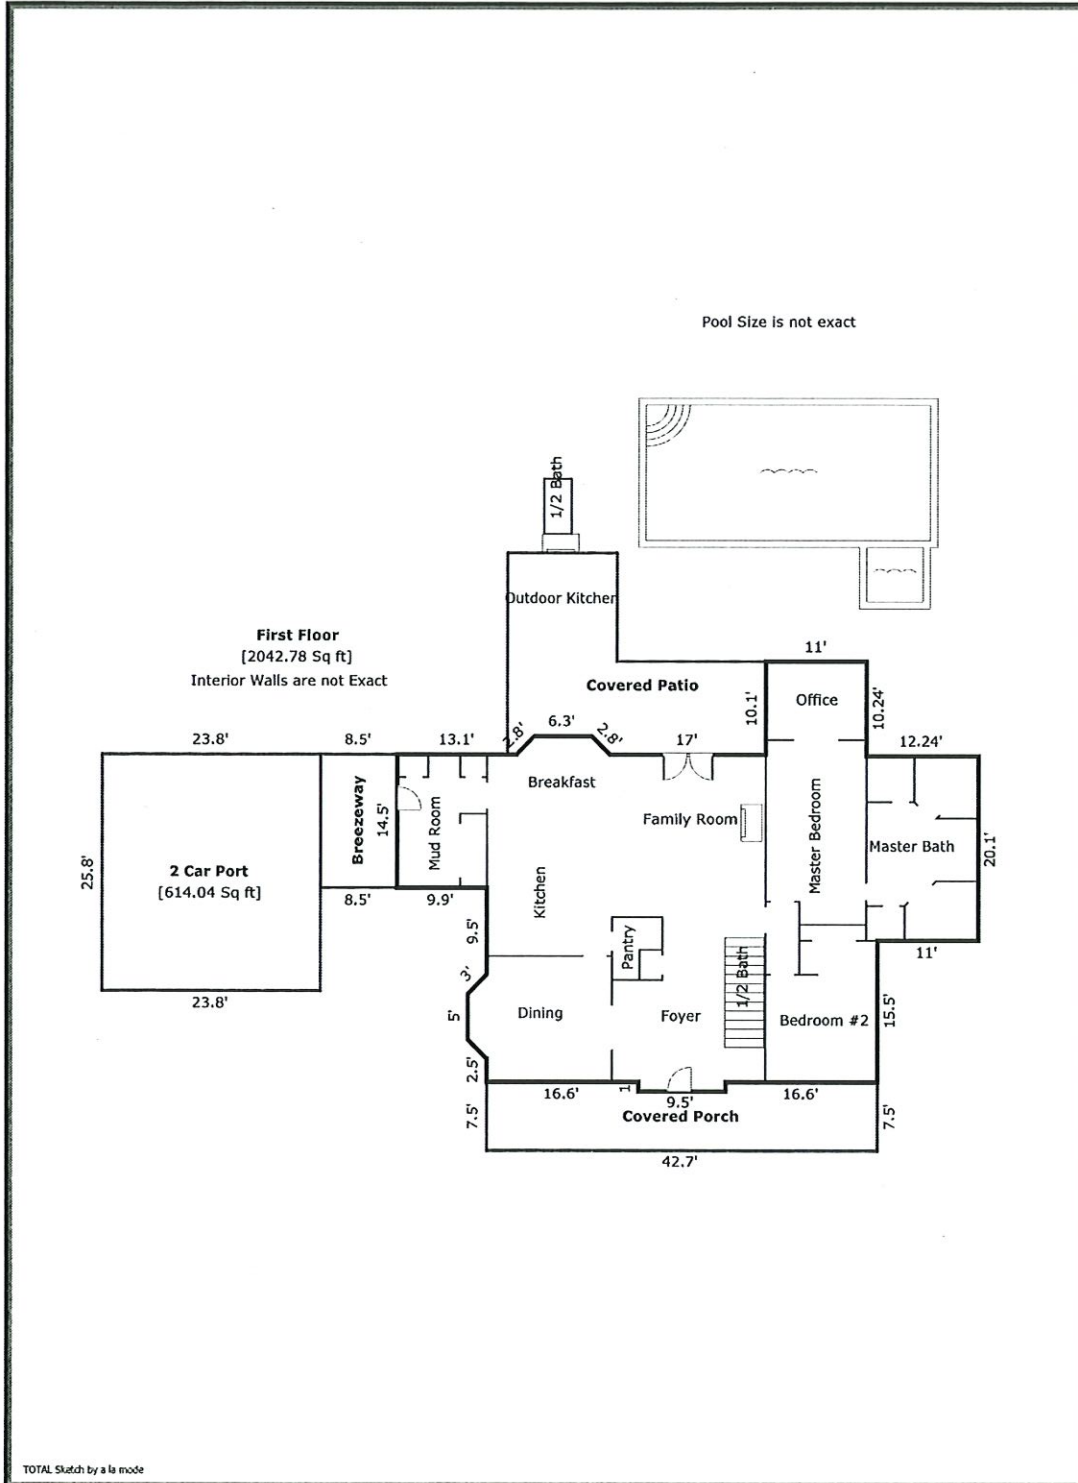 Pool Size is not exact
1/2 Bath
Outdoor Kitchen
First Floor
[2042.78 Sq ft]
Interior Walls are not Exact
11'
Covered Patio
Office
10.1'
10.24'
23.8'
8.5'
13.1'
2.8'
6.3'
2.8'
17'
12.24'
Breakfast
Breezeway
14.5'
Mud Room
Family Room
Master Bedroom
Master Bath
20.1'
25.8'
2 Car Port
[614.04 Sq ft]
Kitchen
8.5'
9.9'
9.5'
Pantry
1/2 Bath
11'
23.8'
3'
5'
Dining
Foyer
Bedroom #2
15.5'
2.5'
16.6'
1
9.5'
16.6'
7.5'
Covered Porch
7.5'
42.7'
TOTAL Sketch by a la mode